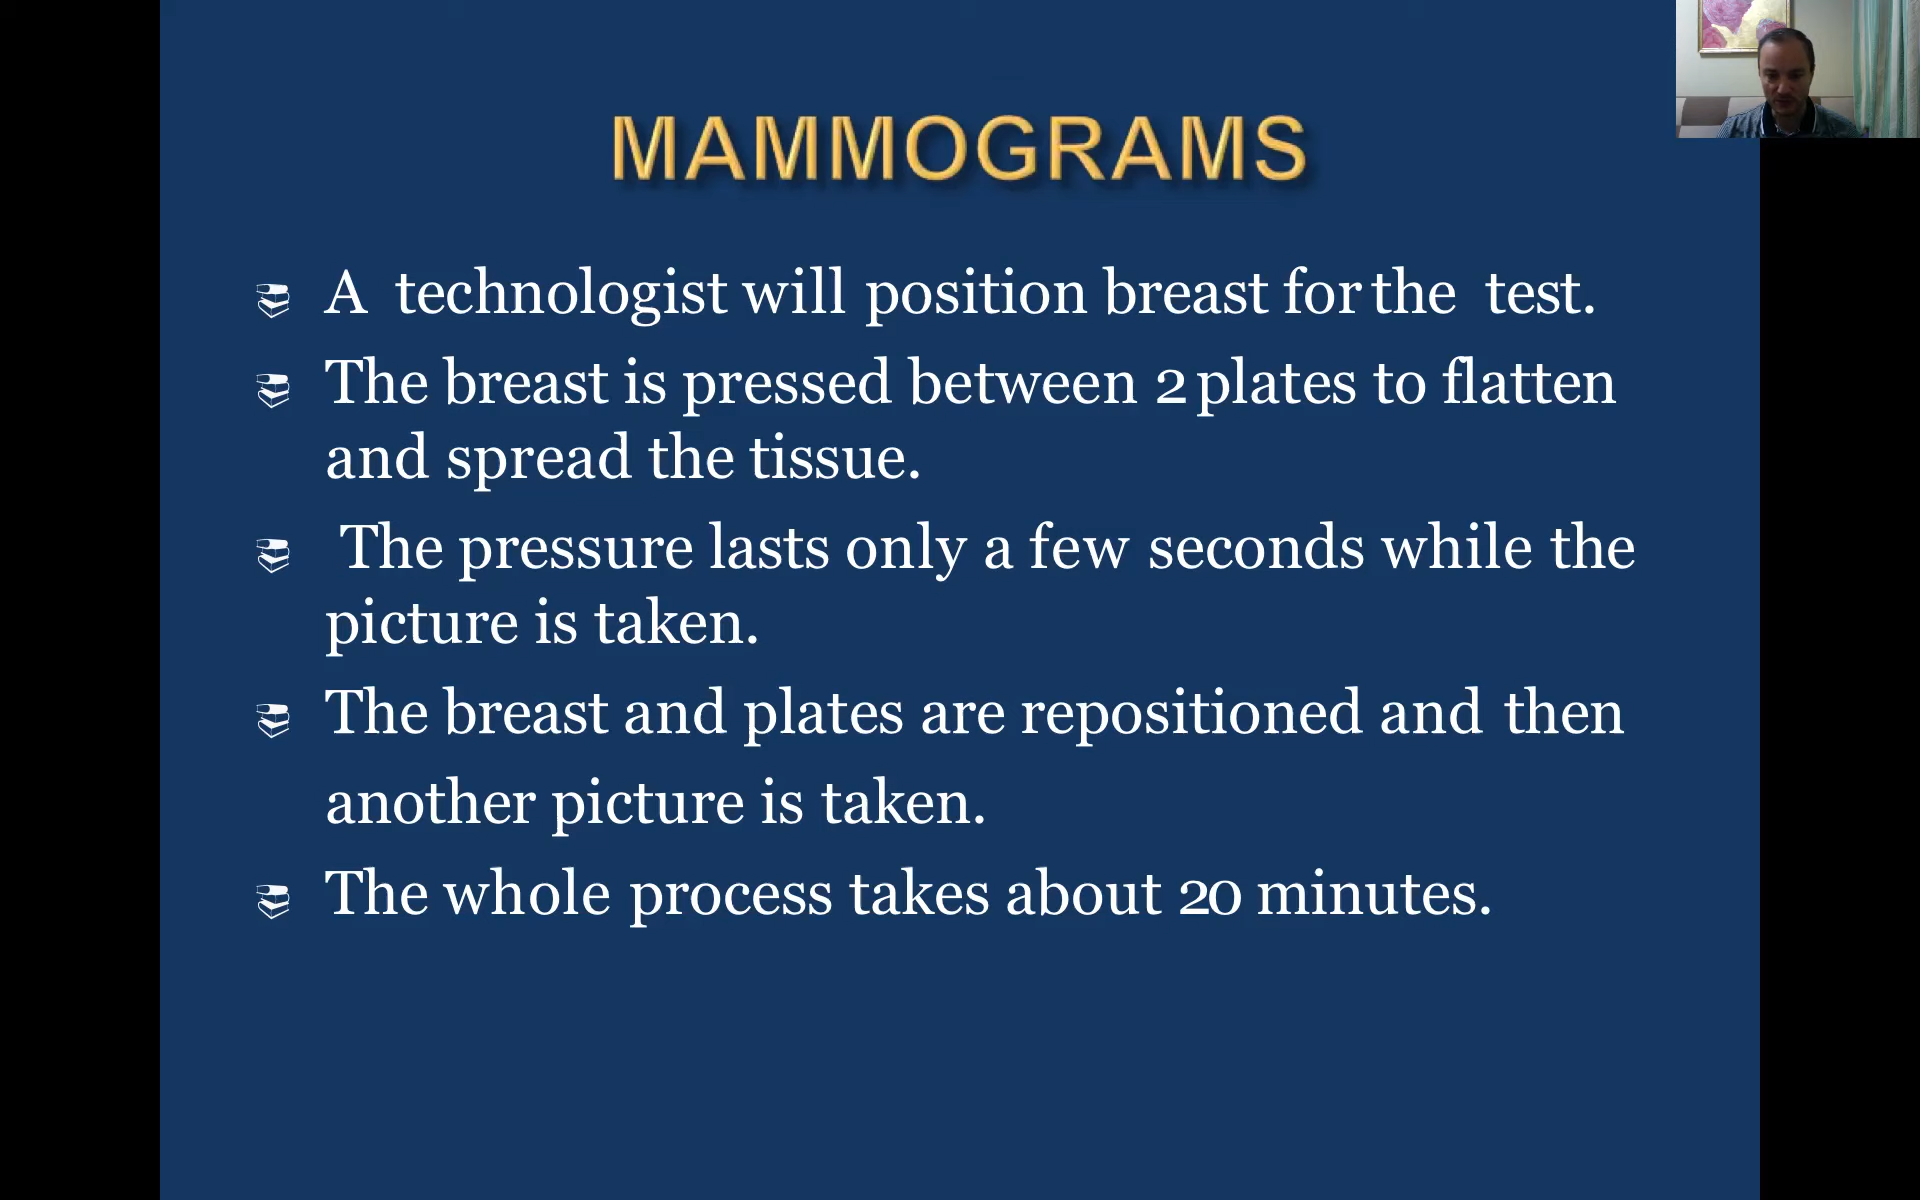 MAMMOGRAMS
A technologist will position breast for the test.
The breast is pressed between 2 plates to flatten
and spread the tissue.
The pressure lasts only a few seconds while the
picture is taken.
The breast and plates are repositioned and then
another picture is taken.
The whole process takes about 20 minutes.